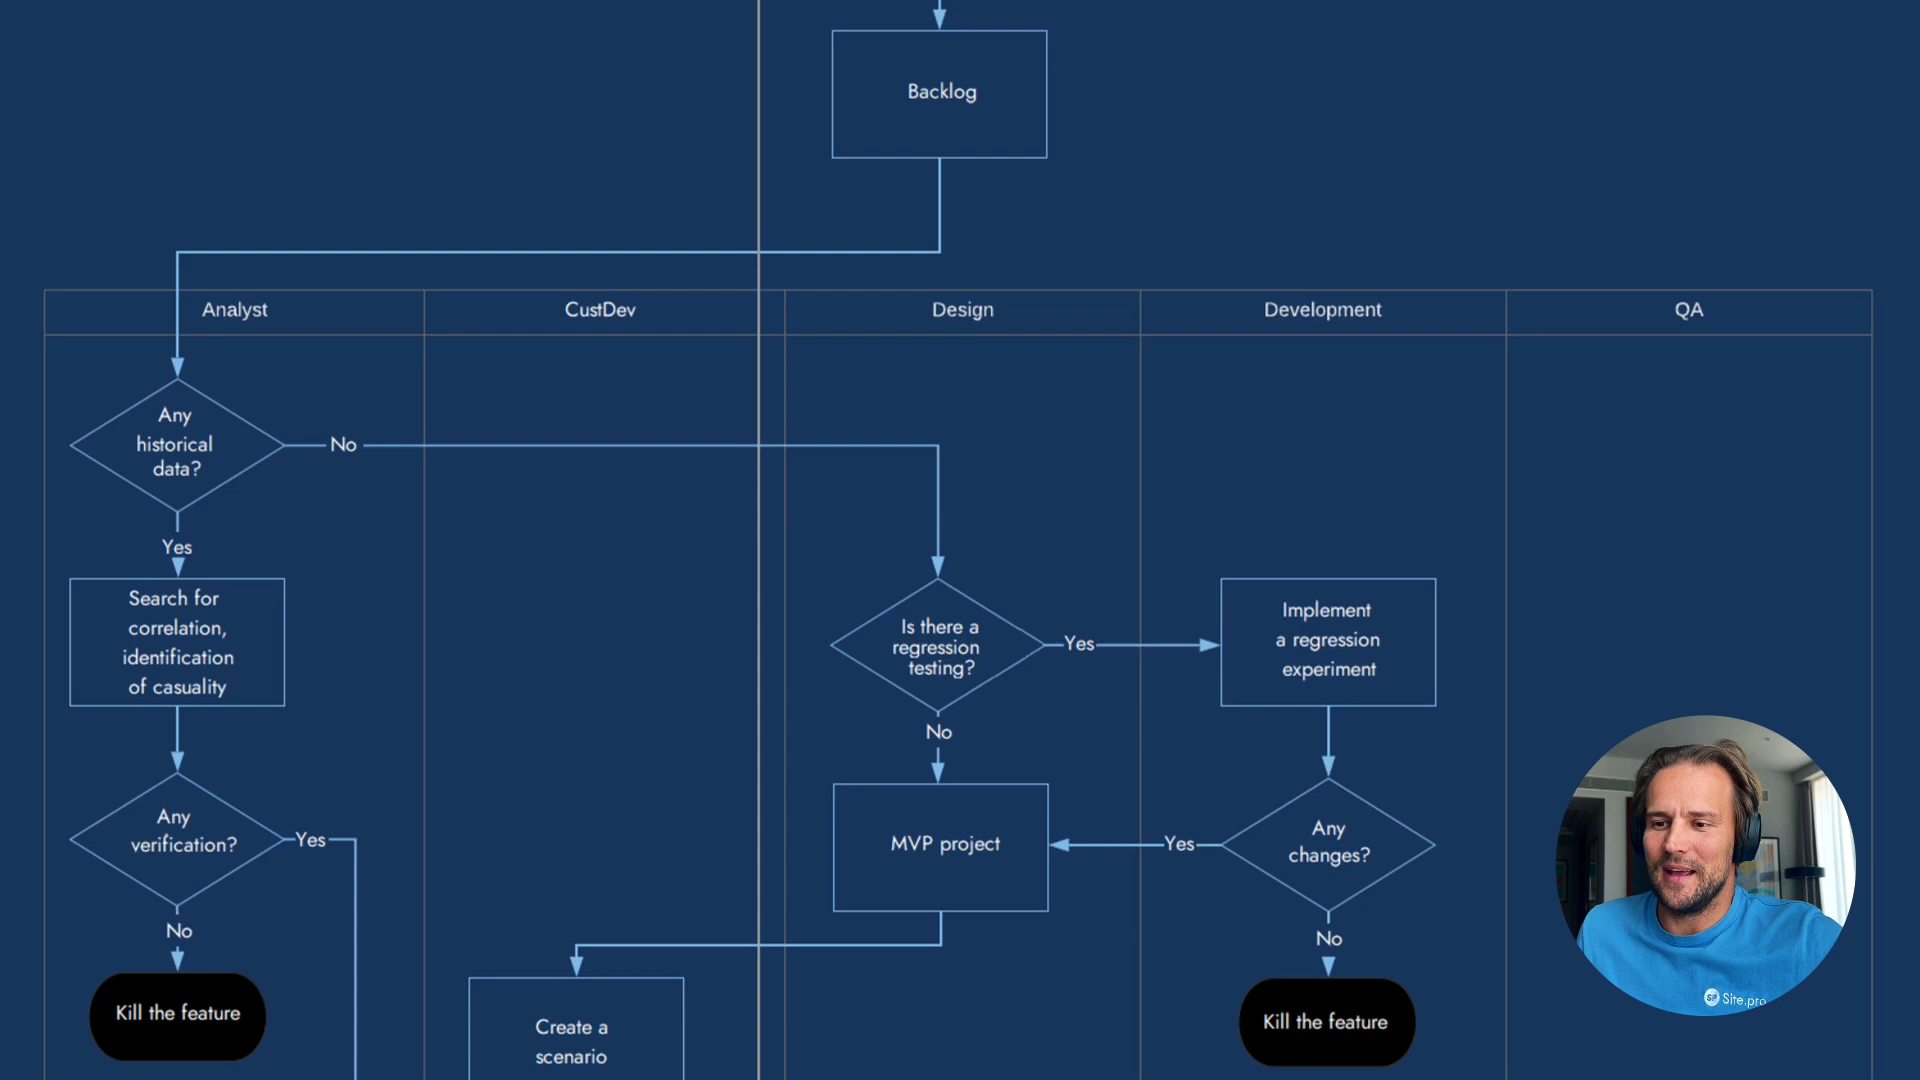 Backlog
Analyst
CustDev
Design
Development
QA
Any
historical
data?
No
Yes
Search for
correlation,
identification
of casuality
Is there a
regression
testing?
Yes
Implement
a regression
experiment
No
Any
verification?
Yes
MVP project
Yes
Any
changes?
No
No
Kill the feature
Create a
scenario
Kill the feature
SP Site.pro